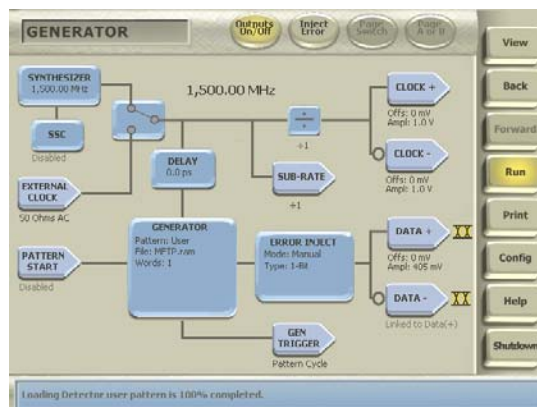 GENERATOR
Outputs
On/Off
Inject
Error
Page
Switch
Page
A or B
View
Back
Forward
Run
Print
Config
Help
Shutdown
SYNTHESIZER
1,500.00 MHz
1,500.00 MHz
SSC
Disabled
EXTERNAL
CLOCK
50 Ohms AC
PATTERN
START
Disabled
DELAY
0.0 ps
÷
÷1
SUB-RATE
÷1
CLOCK +
Offs: 0 mV
Ampl: 1.0 V
CLOCK -
Offs: 0 mV
Ampl: 1.0 V
GENERATOR
Pattern: User
File: MFTP.ram
Words: 1
ERROR INJECT
Mode: Manual
Type: 1-Bit
DATA +
Offs: 0 mV
Ampl: 405 mV
DATA -
Linked to Data(+)
GEN
TRIGGER
Pattern Cycle
Loading Detector user pattern is 100% completed.